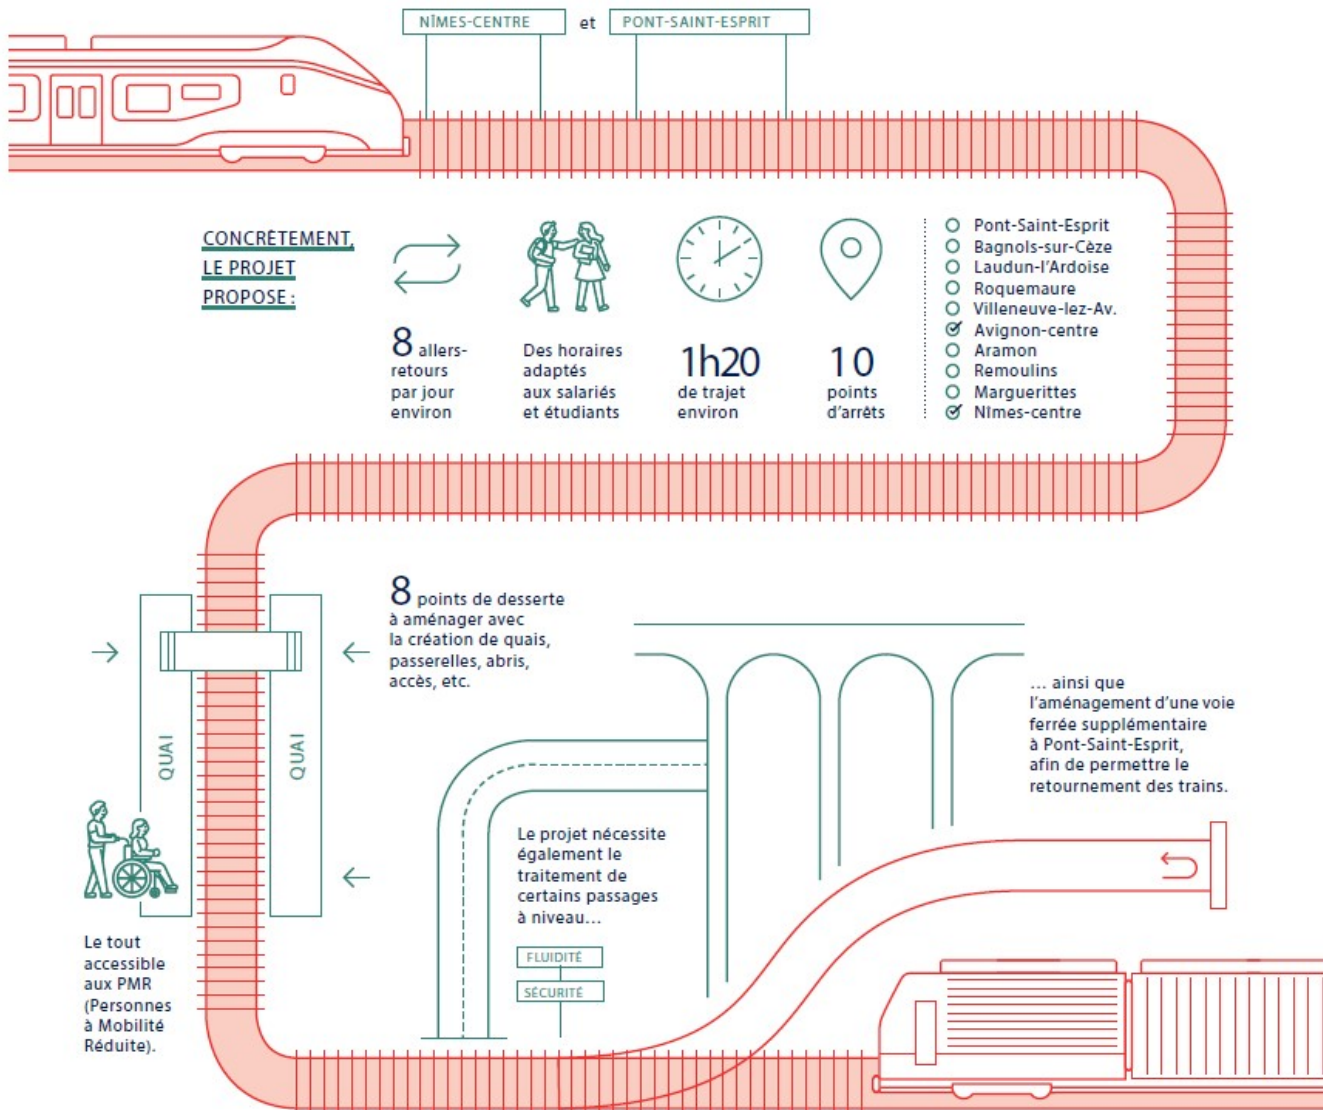 NÎMES-CENTRE et PONT-SAINT-ESPRIT
CONCRÈTEMENT,
LE PROJET
PROPOSE :
8 allers-
retours
par jour
environ
Des horaires
adaptés
aux salariés
et étudiants
1h20
de trajet
environ
10
points
d'arrêts
Pont-Saint-Esprit
Bagnols-sur-Cèze
Laudun-l'Ardoise
Roquemaure
Villeneuve-lez-Av.
Avignon-centre
Aramon
Remoulins
Marguerittes
Nîmes-centre
8 points de desserte
à aménager avec
la création de quais,
passerelles, abris,
accès, etc.
QUAI
QUAI
Le tout
accessible
aux PMR
(Personnes
à Mobilité
Réduite).
Le projet nécessite
également le
traitement de
certains passages
à niveau...
FLUIDITÉ
SÉCURITÉ
... ainsi que
l'aménagement d'une voie
ferrée supplémentaire
à Pont-Saint-Esprit,
afin de permettre le
retournement des trains.